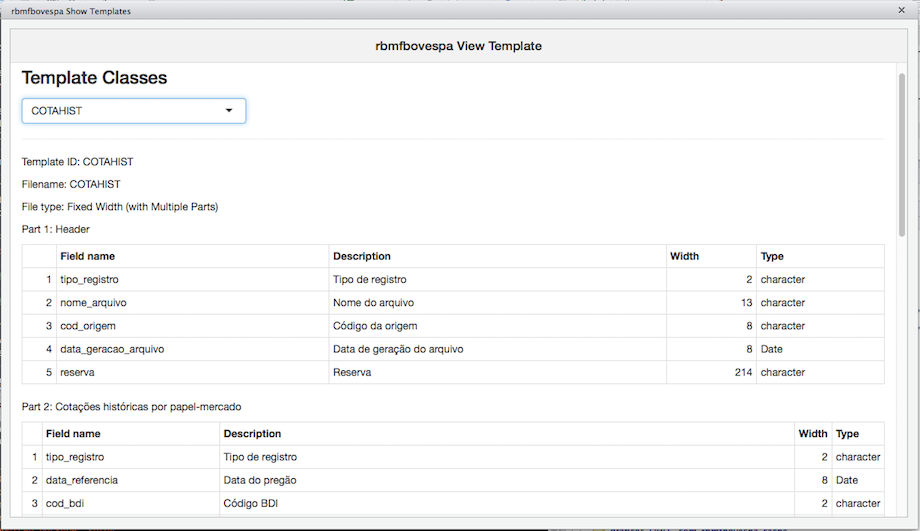 rbmfbovespa Show Templates
rbmfbovespa View Template
Template Classes
COTAHIST
Template ID: COTAHIST
Filename: COTAHIST
File type: Fixed Width (with Multiple Parts)
Part 1: Header
Field name Description Width Type
1 tipo_registro Tipo de registro 2 character
2 nome_arquivo Nome do arquivo 13 character
3 cod_origem Código da origem 8 character
4 data_geracao_arquivo Data de geração do arquivo 8 Date
5 reserva Reserva 214 character
Part 2: Cotações históricas por papel-mercado
Field name Description Width Type
1 tipo_registro Tipo de registro 2 character
2 data_referencia Data do pregão 8 Date
3 cod_bdi Código BDI 2 character